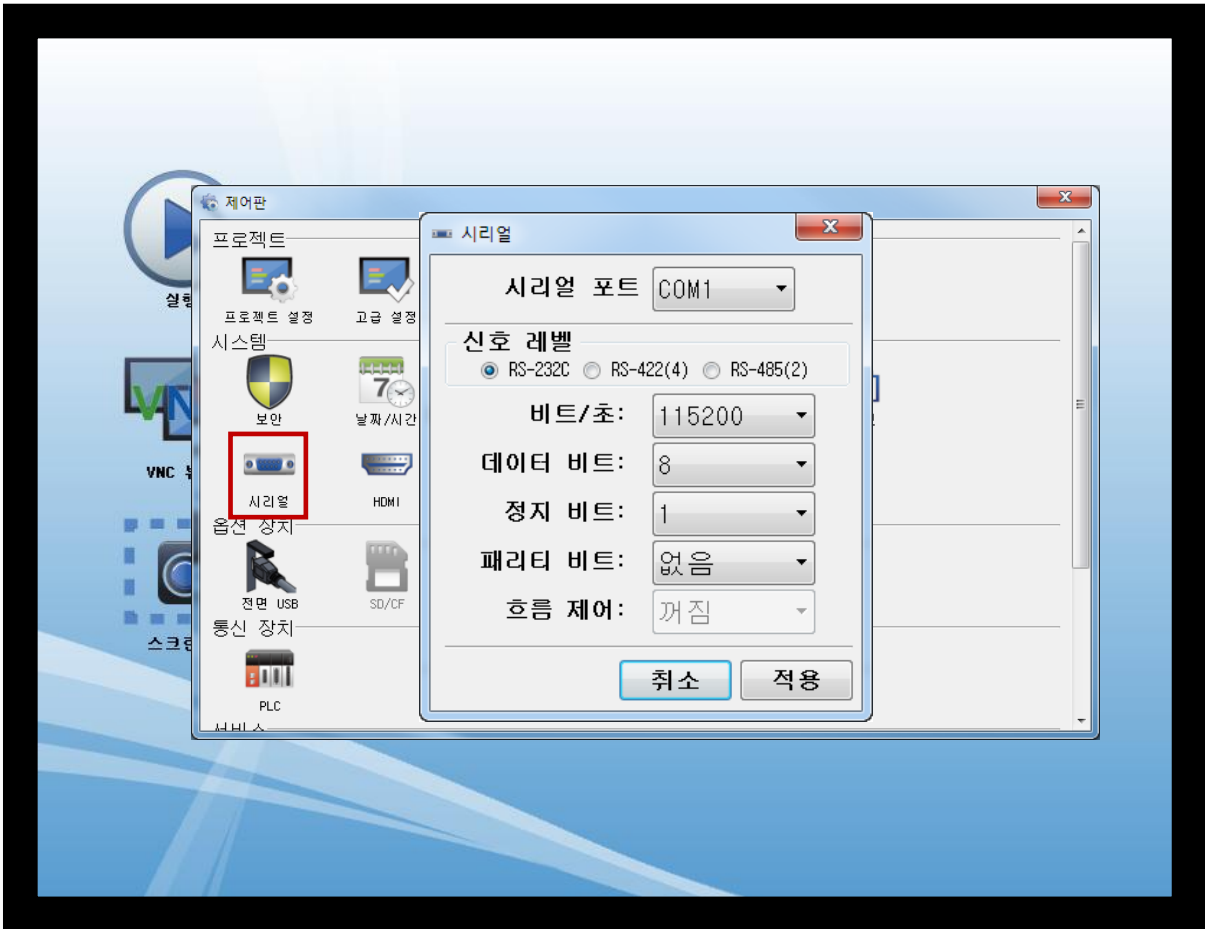 제어판
프로젝트
프로젝트 설정
고급 설정
시스템
보안
날짜/시간
시리얼
HDMI
옵션 장치
전면 USB
SD/CF
통신 장치
PLC
서비스
시리얼
시리얼 포트 COM1
신호 레벨
RS-232C RS-422(4) RS-485(2)
비트/초: 115200
데이터 비트: 8
정지 비트: 1
패리티 비트: 없음
흐름 제어: 꺼짐
취소 적용
VNC
7